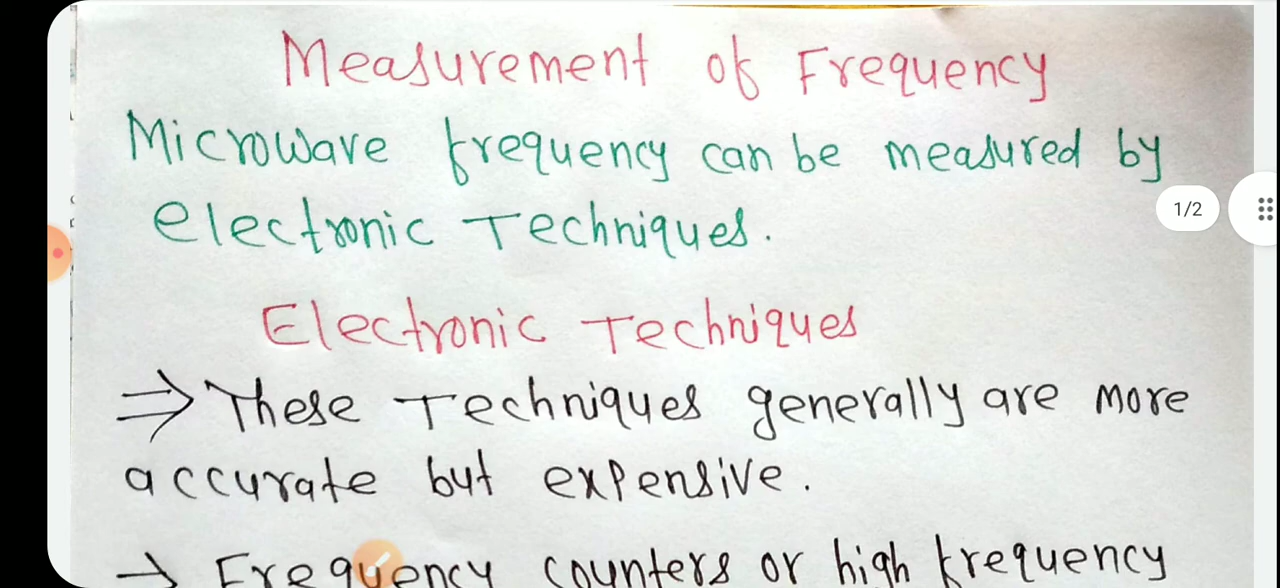 Measurement of Frequency
Microwave frequency can be measured by
electronic Techniques.
1/2
Electronic Techniques
⇒ These Techniques generally are more
accurate but expensive.
→ Frequency counters or high frequency